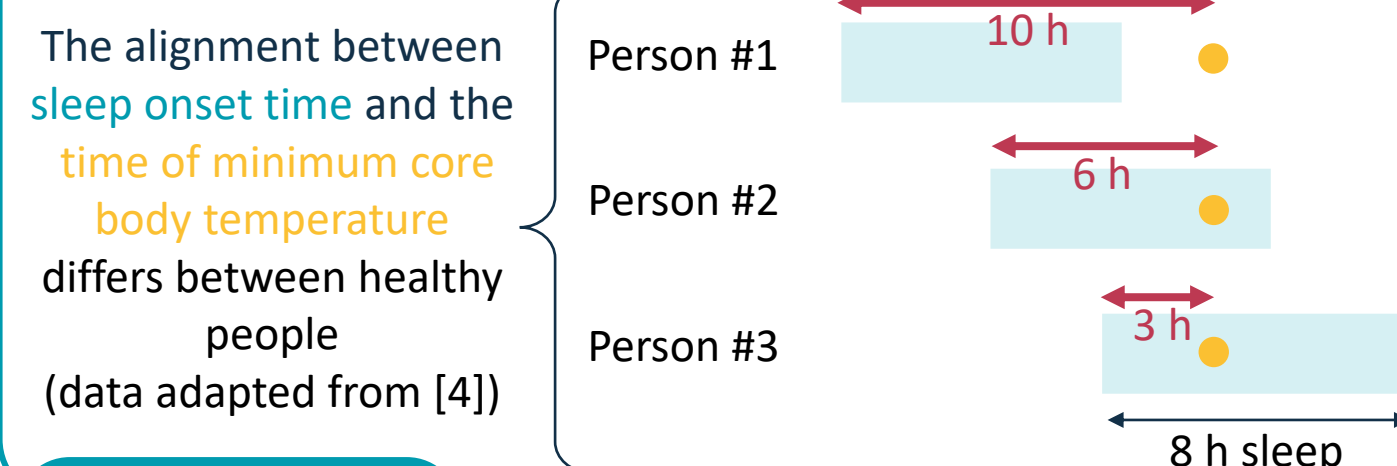 The alignment between
sleep onset time and the
time of minimum core
body temperature
differs between healthy
people
(data adapted from [4])
Person #1
10 h
Person #2
6 h
Person #3
3 h
8 h sleep